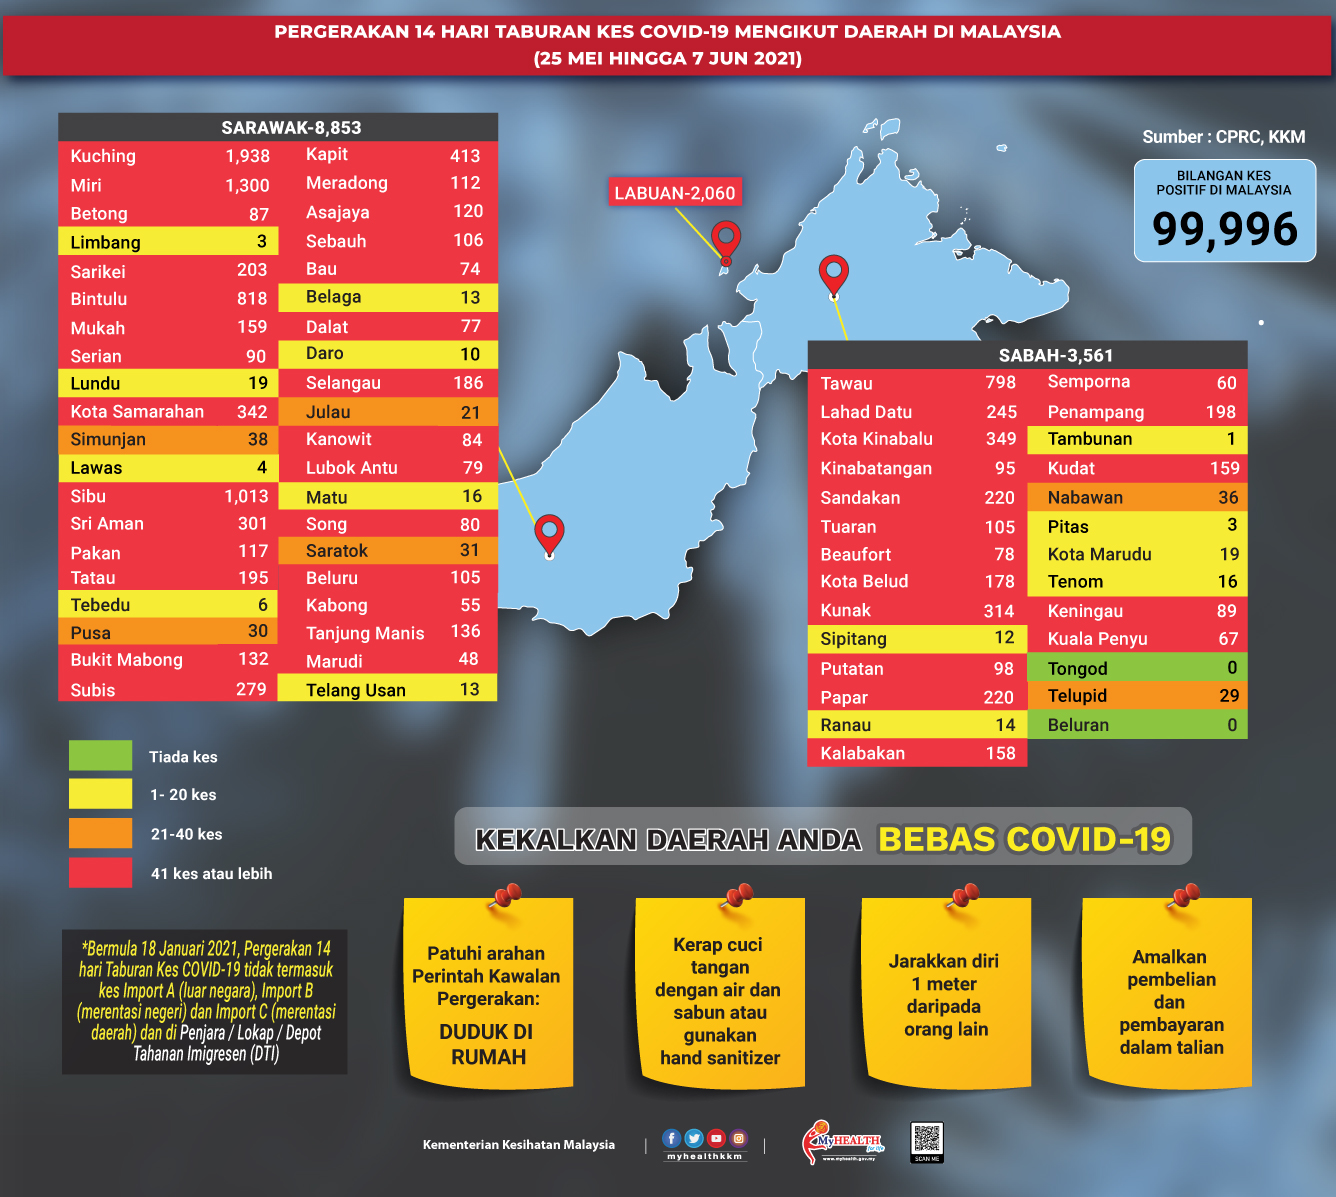 PERGERAKAN 14 HARI TABURAN KES COVID-19 MENGIKUT DAERAH DI MALAYSIA
(25 MEI HINGGA 7 JUN 2021)
SARAWAK-8,853
Kuching 1,938
Miri 1,300
Betong 87
Limbang 3
Sarikei 203
Bintulu 818
Mukah 159
Serian 90
Lundu 19
Kota Samarahan 342
Simunjan 38
Lawas 4
Sibu 1,013
Sri Aman 301
Pakan 117
Tatau 195
Tebedu 6
Pusa 30
Bukit Mabong 132
Subis 279
Kapit 413
Meradong 112
Asajaya 120
Sebauh 106
Bau 74
Belaga 13
Dalat 77
Daro 10
Selangau 186
Julau 21
Kanowit 84
Lubok Antu 79
Matu 16
Song 80
Saratok 31
Beluru 105
Kabong 55
Tanjung Manis 136
Marudi 48
Telang Usan 13
LABUAN-2,060
Sumber : CPRC, KKM
BILANGAN KES
POSITIF DI MALAYSIA
99,996
SABAH-3,561
Tawau 798
Lahad Datu 245
Kota Kinabalu 349
Kinabatangan 95
Sandakan 220
Tuaran 105
Beaufort 78
Kota Belud 178
Kunak 314
Sipitang 12
Putatan 98
Papar 220
Ranau 14
Kalabakan 158
Semporna 60
Penampang 198
Tambunan 1
Kudat 159
Nabawan 36
Pitas 3
Kota Marudu 19
Tenom 16
Keningau 89
Kuala Penyu 67
Tongod 0
Telupid 29
Beluran 0
Tiada kes
1- 20 kes
21-40 kes
41 kes atau lebih
KEKALKAN DAERAH ANDA BEBAS COVID-19
*Bermula 18 Januari 2021, Pergerakan 14
hari Taburan Kes COVID-19 tidak termasuk
kes Import A (luar negara), Import B
(merentasi negeri) dan Import C (merentasi
daerah) dan di Penjara / Lokap / Depot
Tahanan Imigresen (DTI)
Patuhi arahan
Perintah Kawalan
Pergerakan:
DUDUK DI
RUMAH
Kerap cuci
tangan
dengan air dan
sabun atau
gunakan
hand sanitizer
Jarakkan diri
1 meter
daripada
orang lain
Amalkan
pembelian
dan
pembayaran
dalam talian
Kementerian Kesihatan Malaysia
myhealthkkm
MyHEALTH
for life
www.myhealth.gov.my
SCAN ME